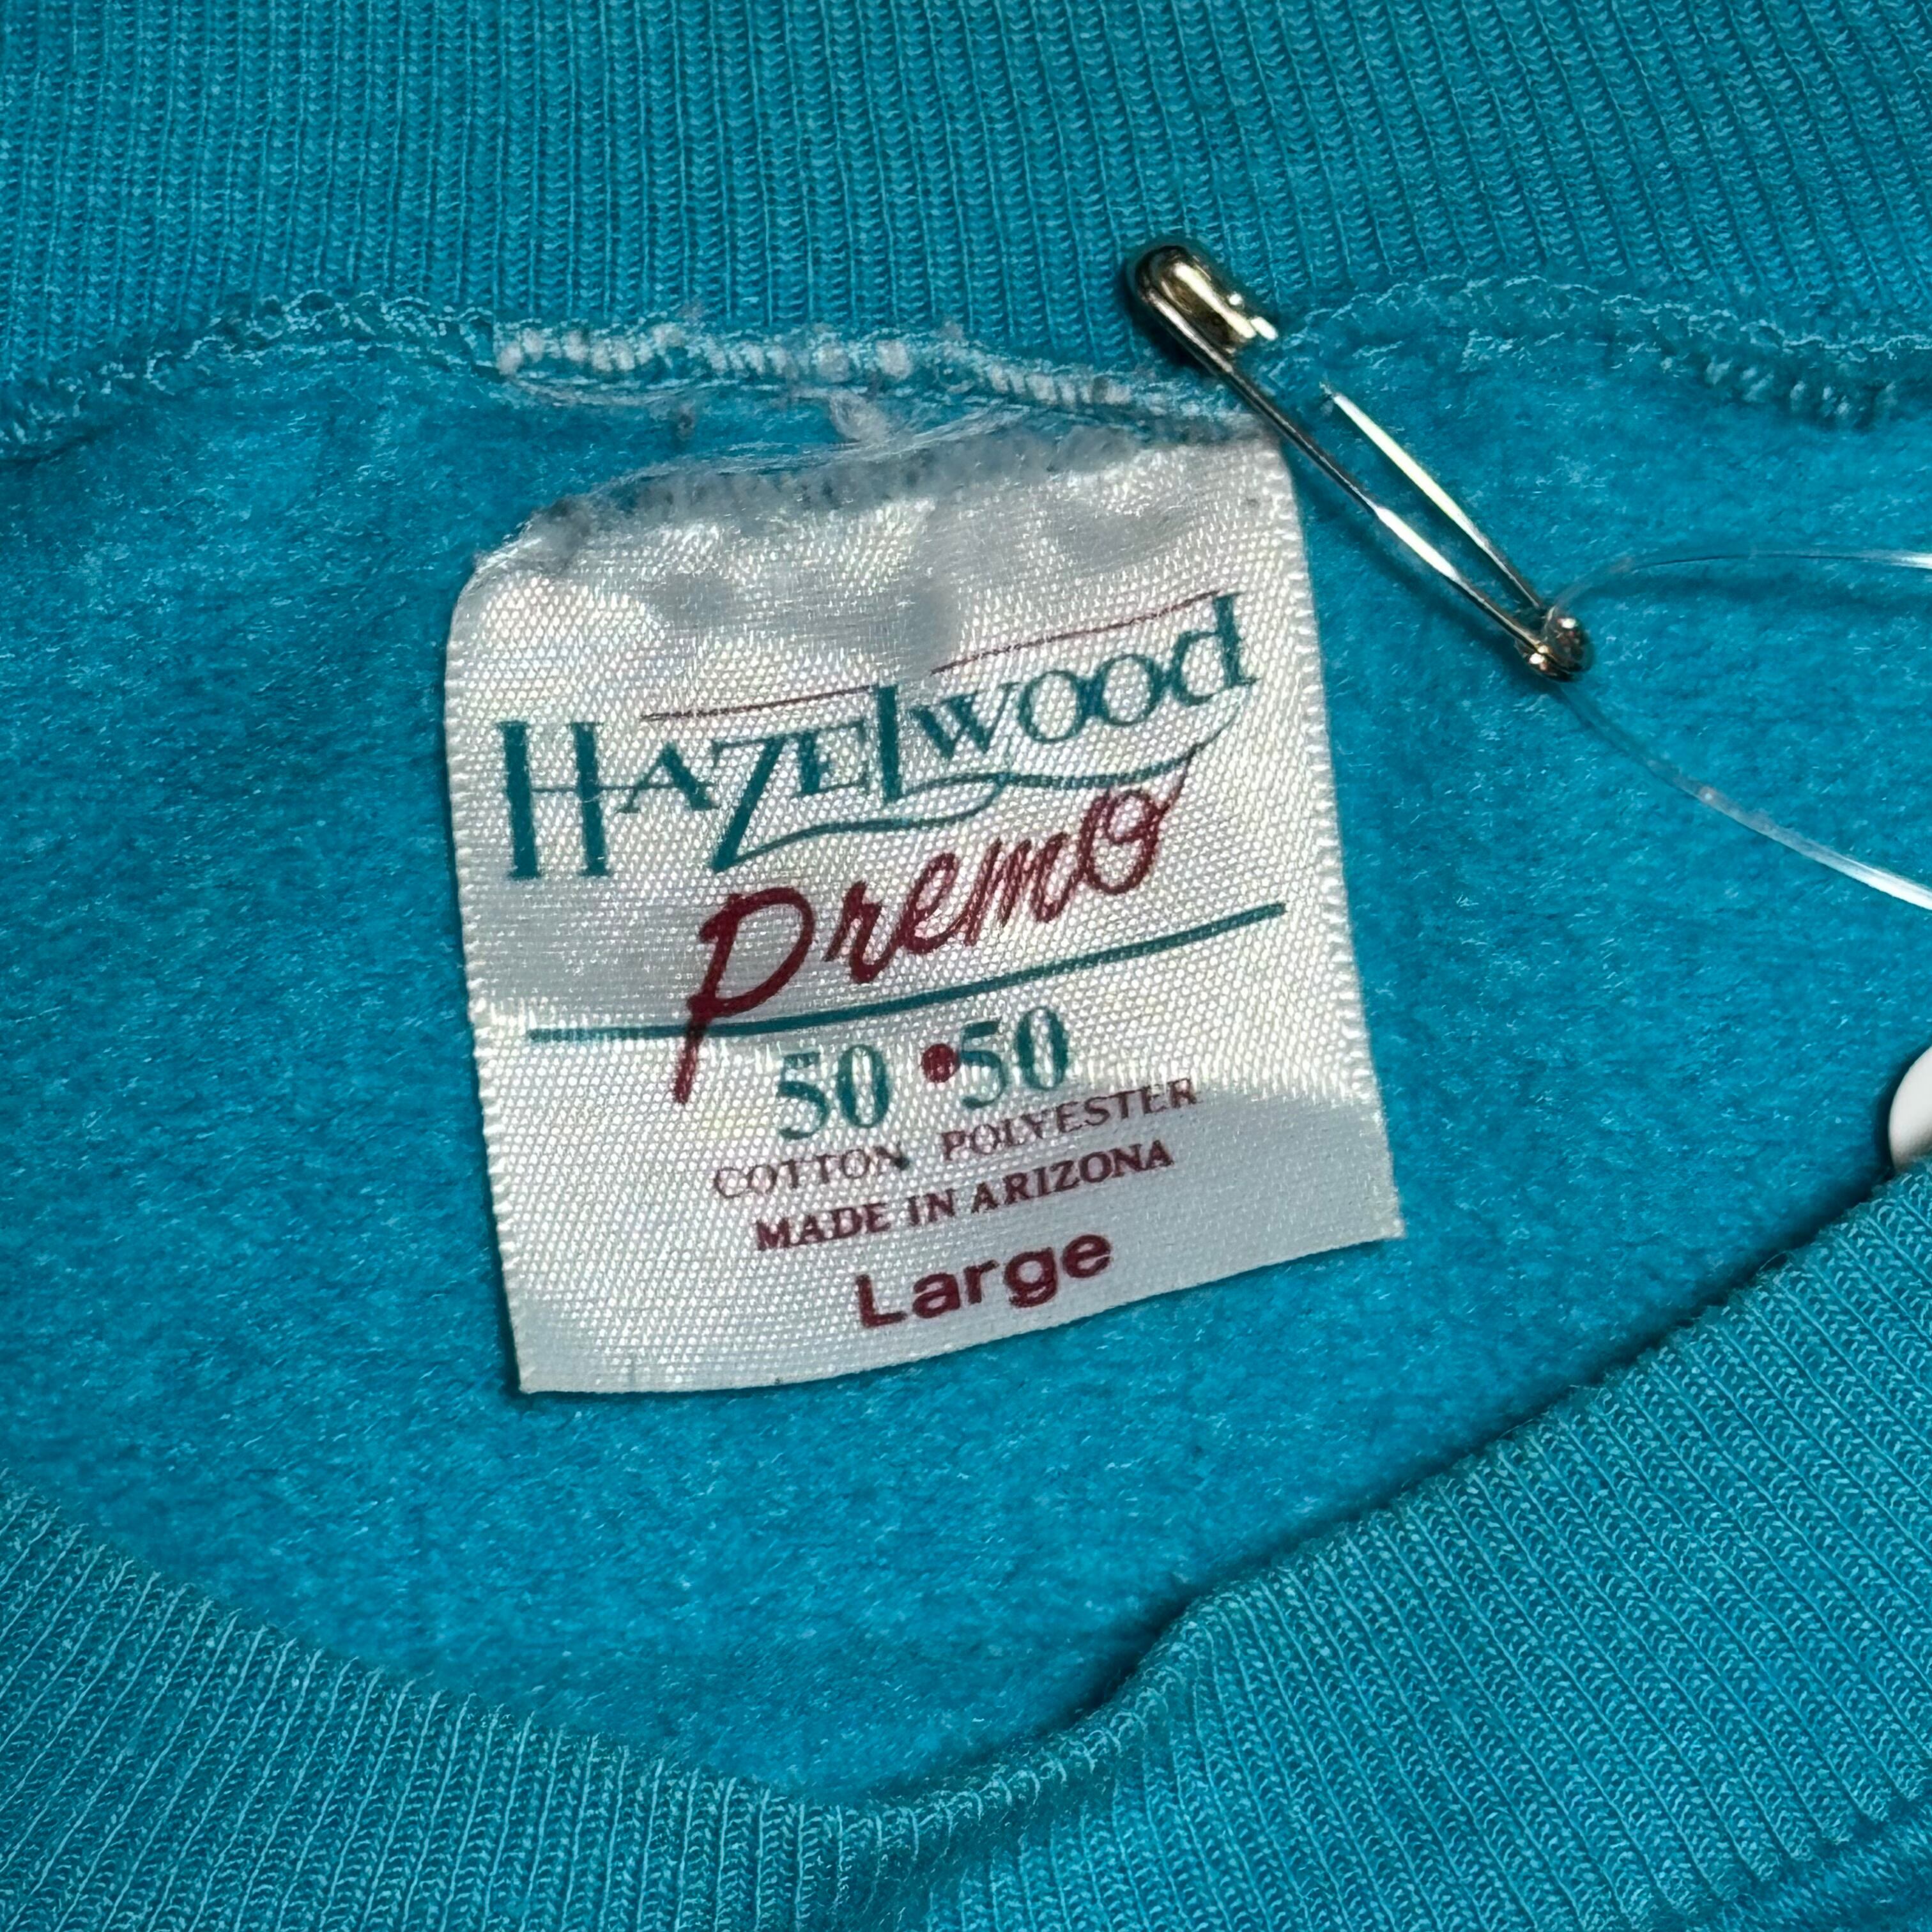 HAZElwood
Premo
50 • 50
COTTON POLYESTER
MADE IN ARIZONA
Large